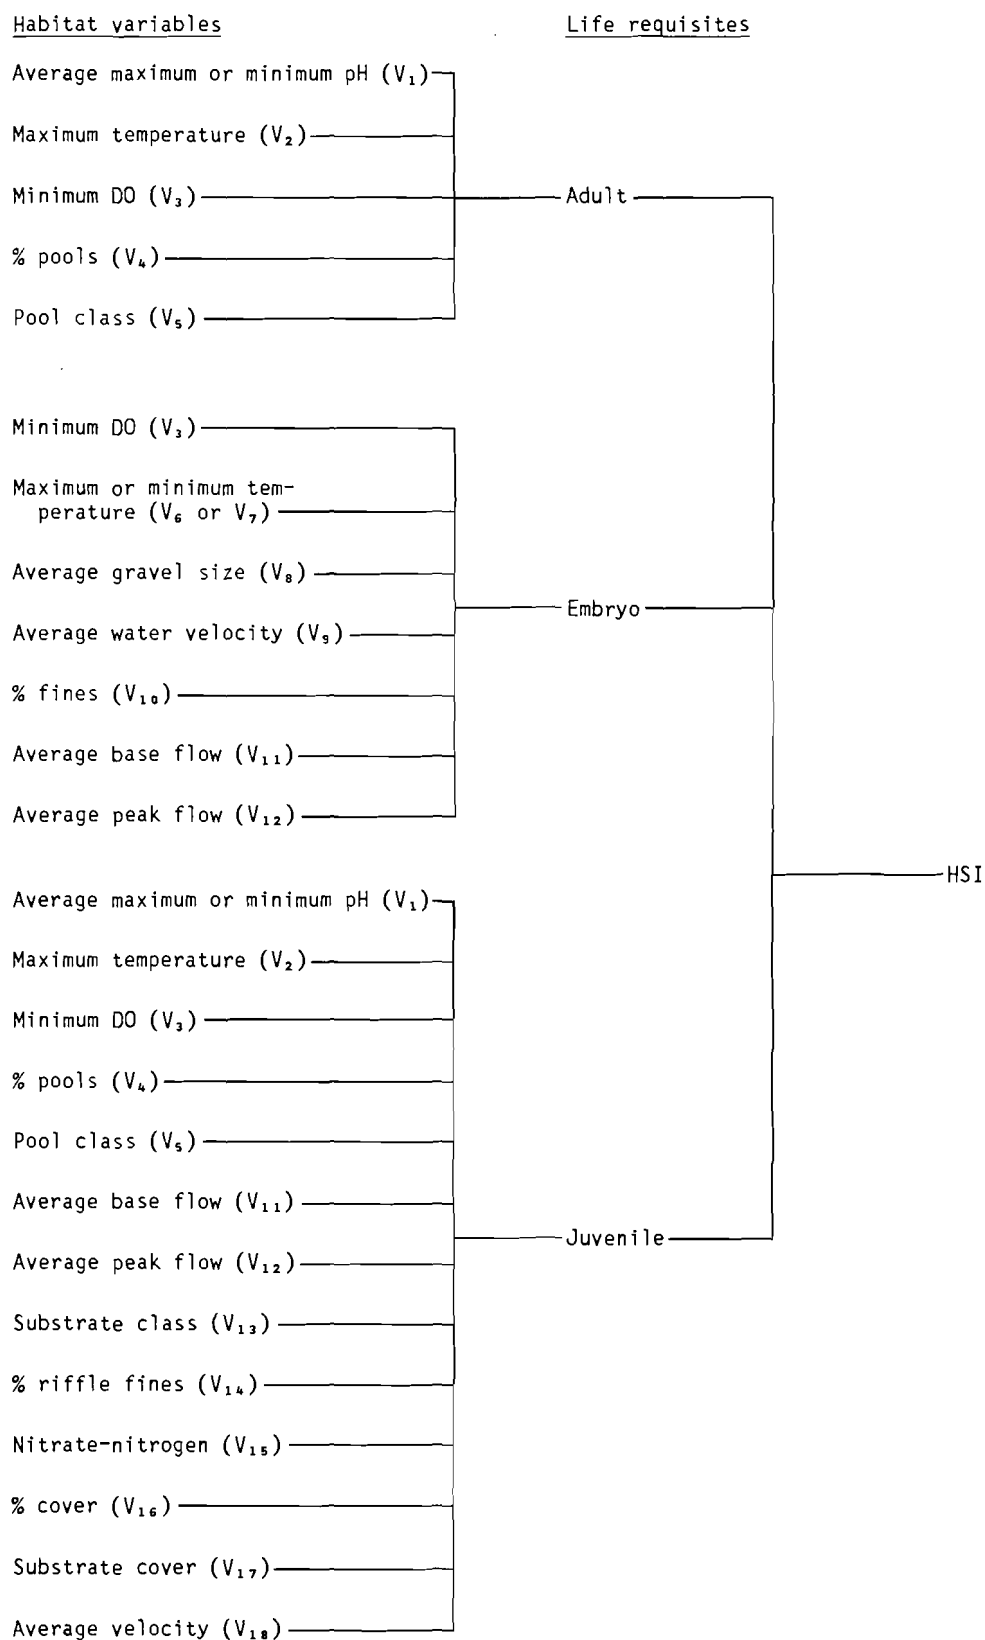 Habitat variables
Life requisites
Average maximum or minimum pH (V₁)
Maximum temperature (V₂)
Minimum DO (V₃)
Adult
% pools (V₄)
Pool class (V₅)
Minimum DO (V₃)
Maximum or minimum tem-
perature (V₆ or V₇)
Average gravel size (V₈)
Embryo
Average water velocity (V₉)
% fines (V₁₀)
Average base flow (V₁₁)
Average peak flow (V₁₂)
HSI
Average maximum or minimum pH (V₁)
Maximum temperature (V₂)
Minimum DO (V₃)
% pools (V₄)
Pool class (V₅)
Average base flow (V₁₁)
Juvenile
Average peak flow (V₁₂)
Substrate class (V₁₃)
% riffle fines (V₁₄)
Nitrate-nitrogen (V₁₅)
% cover (V₁₆)
Substrate cover (V₁₇)
Average velocity (V₁₈)